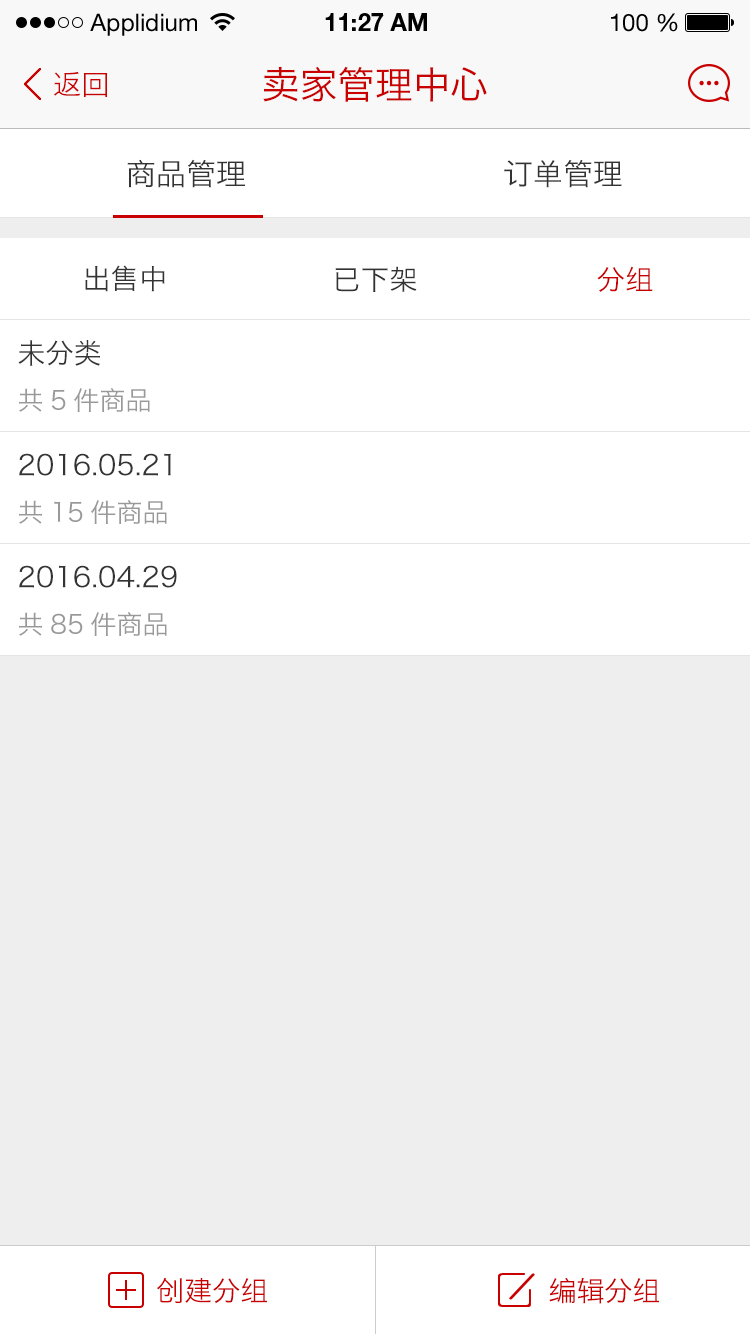 Applidium 11:27 AM 100 %
返回 卖家管理中心
商品管理 订单管理
出售中 已下架 分组
未分类
共 5 件商品
2016.05.21
共 15 件商品
2016.04.29
共 85 件商品
创建分组 编辑分组